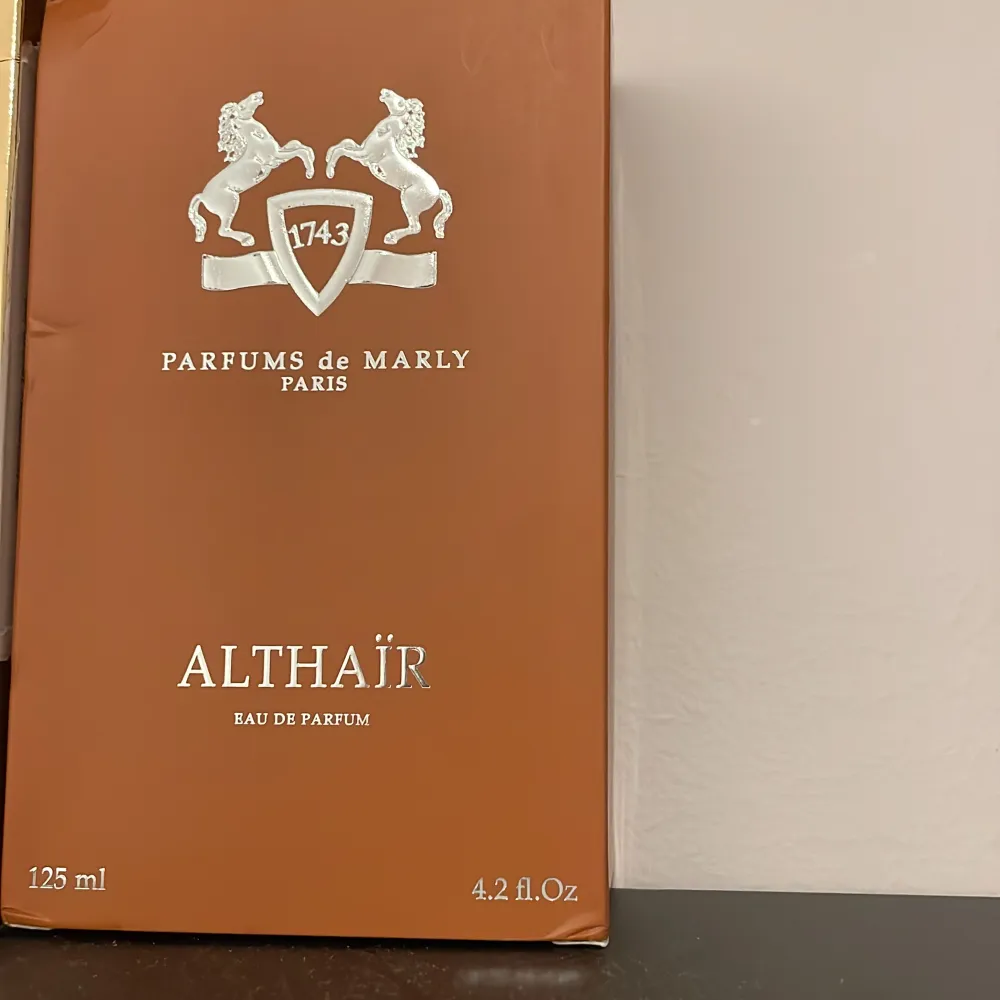 1743
PARFUMS de MARLY
PARIS
ALTHAÏR
EAU DE PARFUM
125 ml
4.2 fl.Oz